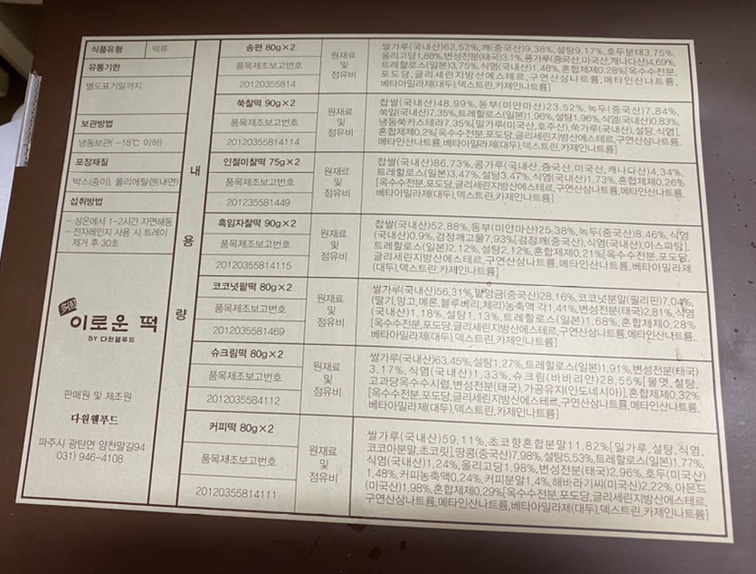 식품유형
떡류
유통기한
별도표기일까지:
보관방법
냉동보관(-18℃ 이하)
포장재질
박스(종이), 폴리에틸렌(내면)
섭취방법
- 상온에서 1~2시간 자연해동
- 전자레인지 사용 시 트레이
제거 후 30초
이로운 떡
BY 다원웰푸드
판매원 및 제조원
다원웰푸드
파주시 광탄면 양천말길94
031) 946-4108
내
용
량
송편 80g×2
품목제조보고번호
20120355814
원재료
및
점유비
쌀가루(국내산)62,52%,깨(중국산)9,38%,설탕9,17%,호두분태3,75%,
올리고당1,88%,변성전분(태국)3,1%,콩가루(중국산,미국산,캐나다산)4,69%,
트레할로스(일본)3,75%,식염(국내산)1,48%,혼합제제0,28%[옥수수전분,
포도당,글리세린지방산에스테르,구연산삼나트륨,메타인산나트륨,
베타아밀라제(대두),덱스트린,카제인나트륨]
쑥찰떡 90g×2
품목제조보고번호
20120355814114
원재료
및
점유비
찹쌀(국내산)48,99%,동부(미얀마산)23,52%,녹두(중국산)7,84%,
쑥잎(국내산)7,35%,트레할로스(일본)1,96%,설탕1,96%,식염(국내산)0,83%,
냉동쑥카스테라7,35%[밀가루(미국산,호주산),쑥가루(국내산),설탕,식염],
혼합제제0,2%[옥수수전분,포도당,글리세린지방산에스테르,구연산삼나트륨,
메타인산나트륨,베타아밀라제(대두),덱스트린,카제인나트륨]
인절미찰떡 75g×2
품목제조보고번호
201203558149
원재료
및
점유비
찹쌀(국내산)86,73%,콩가루(국내산,중국산,미국산,캐나다산)4,34%,
트레할로스(일본)3,47%,설탕3,47%,식염(국내산)1,73%,혼합제제0,26%
[옥수수전분,포도당,글리세린지방산에스테르,구연산삼나트륨,메타인산나트륨,
베타아밀라제(대두),덱스트린,카제인나트륨]
흑임자찰떡 90g×2
품목제조보고번호
20120355814115
원재료
및
점유비
찹쌀(국내산)52,88%,동부(미얀마산)25,38%,녹두(중국산)8,46%,식염
(국내산)0,9%,검정깨고물7,93%[검정깨(중국산),식염(국내산),아스파탐],
트레할로스(일본)2,12%,설탕2,12%,혼합제제0,21%[옥수수전분,포도당,
글리세린지방산에스테르,구연산삼나트륨,메타인산나트륨,베타아밀라제
(대두),덱스트린,카제인나트륨]
코코넛팥떡 80g×2
품목제조보고번호
201203581469
원재료
및
점유비
쌀가루(국내산)56,31%,팥앙금(중국산)28,16%,코코넛분말(필리핀)7,04%,
(딸기,망고,메론,블루베리,체리)농축액 각1,41%,변성전분(태국)2,81%,식염
(국내산)1,18%,설탕1,13%,트레할로스(일본)1,68%,혼합제제0,28%
[옥수수전분,포도당,글리세린지방산에스테르,구연산삼나트륨,메타인산나트륨,
베타아밀라제(대두),덱스트린,카제인나트륨]
슈크림떡 80g×2
품목제조보고번호
20120355584112
원재료
및
점유비
쌀가루(국내산)63,45%,설탕1,27%,트레할로스(일본)1,91%,변성전분(태국)
3,17%,식염(국내산)1,33%,슈크림(바바리안)28,55%[물엿,설탕,
고과당옥수수시럽,변성전분(태국),가공유지(인도네시아)],혼합제제0,32%
[옥수수전분,포도당,글리세린지방산에스테르,구연산삼나트륨,메타인산나트륨,
베타아밀라제(대두),덱스트린,카제인나트륨]
커피떡 80g×2
품목제조보고번호
20120355814111
원재료
및
점유비
쌀가루(국내산)59,11%,초코향혼합분말11,82%[밀가루,설탕,식염,
코코아분말,초코릿],땅콩(중국산)7,98%,설탕5,53%,트레할로스(일본)1,77%,
식염(국내산)1,24%,올리고당1,98%,변성전분(태국)2,96%,호두(미국산)
1,48%,커피농축액0,24%,커피분말1,4%,해바라기씨(미국산)2,22%,아몬드
(미국산)1,98%,혼합제제0,29%[옥수수전분,포도당,글리세린지방산에스테르,
구연산삼나트륨,메타인산나트륨,베타아밀라제(대두),덱스트린,카제인나트륨]